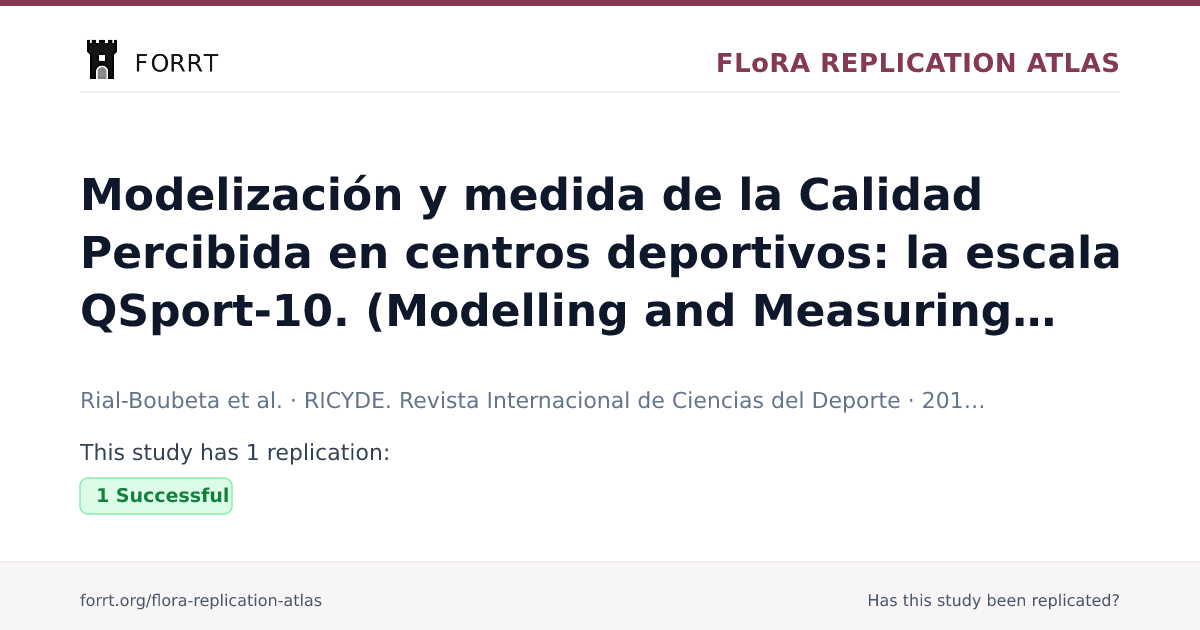 FORRT
FLoRA REPLICATION ATLAS
Modelización y medida de la Calidad
Percibida en centros deportivos: la escala
QSport-10. (Modelling and Measuring…
Rial-Boubeta et al. · RICYDE. Revista Internacional de Ciencias del Deporte · 201…
This study has 1 replication:
1 Successful
forrt.org/flora-replication-atlas
Has this study been replicated?